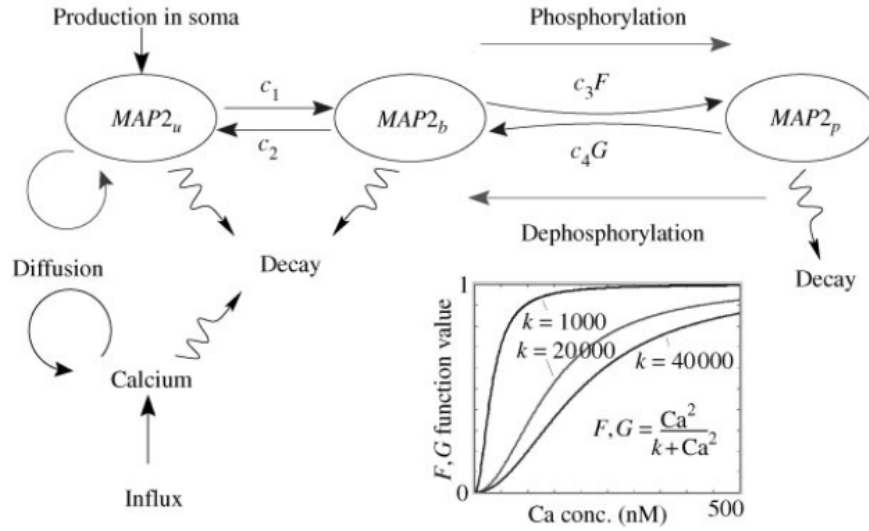 Production in soma
Phosphorylation
c₁
c₃F
MAP2ᵤ
MAP2_b
MAP2ₚ
c₂
c₄G
Dephosphorylation
Diffusion
Decay
Decay
1
k = 1000
k = 20000
k = 40000
F, G function value
F, G = Ca² / k + Ca²
Calcium
0
500
Ca conc. (nM)
Influx